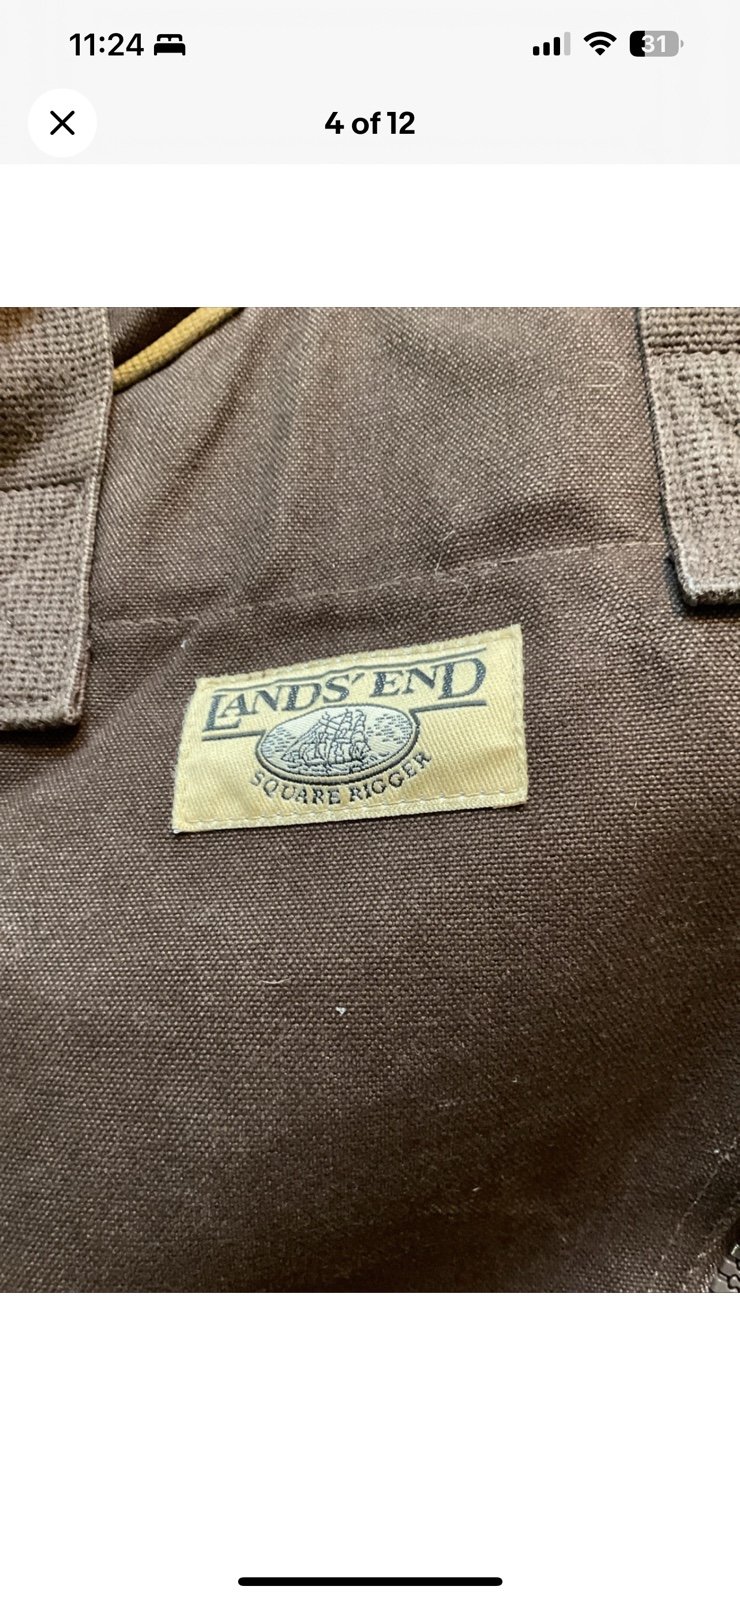 11:24
31
4 of 12
LANDS' END
SQUARE RIGGER